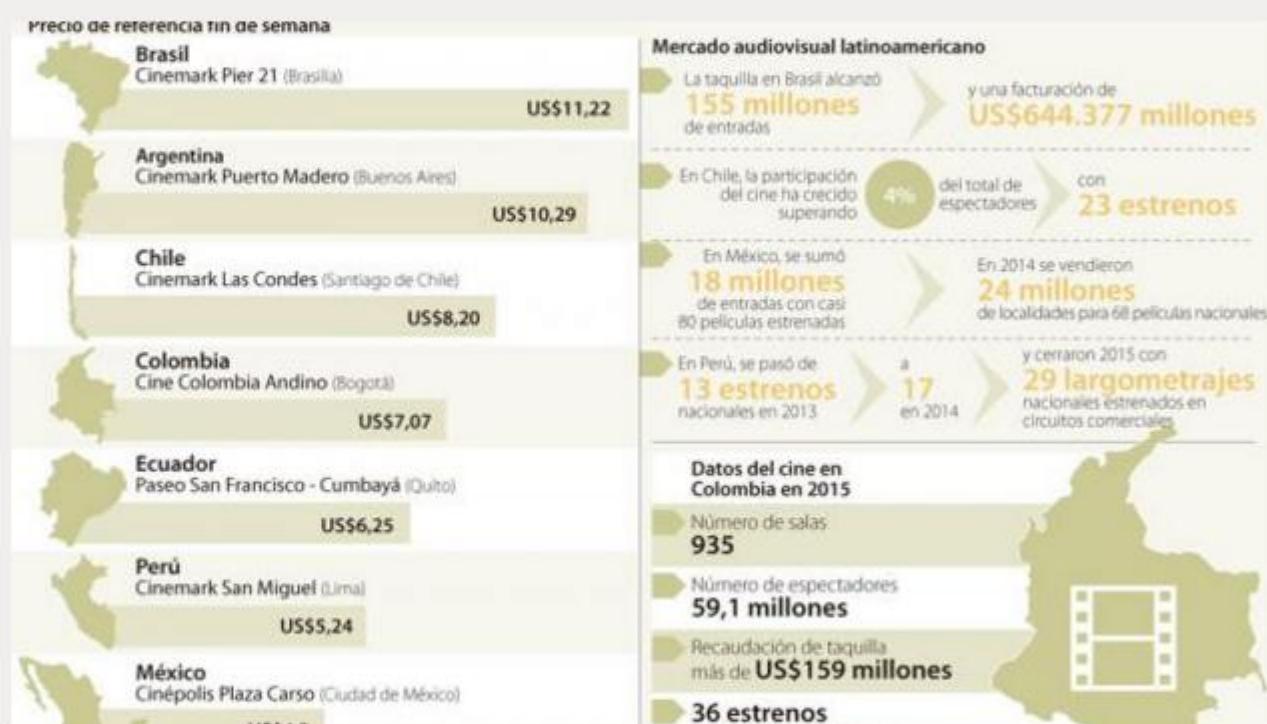 Precio de referencia fin de semana
Brasil
Cinemark Pier 21 (Brasilia)
US$11,22
Argentina
Cinemark Puerto Madero (Buenos Aires)
US$10,29
Chile
Cinemark Las Condes (Santiago de Chile)
US$8,20
Colombia
Cine Colombia Andino (Bogotá)
US$7,07
Ecuador
Paseo San Francisco - Cumbayá (Quito)
US$6,25
Perú
Cinemark San Miguel (Lima)
US$5,24
México
Cinépolis Plaza Carso (Ciudad de México)
Mercado audiovisual latinoamericano
La taquilla en Brasil alcanzó
155 millones
de entradas
y una facturación de
US$644.377 millones
En Chile, la participación
del cine ha crecido
superando
4%
del total de
espectadores
con
23 estrenos
En México, se sumó
18 millones
de entradas con casi
80 películas estrenadas
En 2014 se vendieron
24 millones
de localidades para 68 películas nacionales
En Perú, se pasó de
13 estrenos
nacionales en 2013
a
17
en 2014
y cerraron 2015 con
29 largometrajes
nacionales estrenados en
circuitos comerciales
Datos del cine en
Colombia en 2015
Número de salas
935
Número de espectadores
59,1 millones
Recaudación de taquilla
más de US$159 millones
36 estrenos